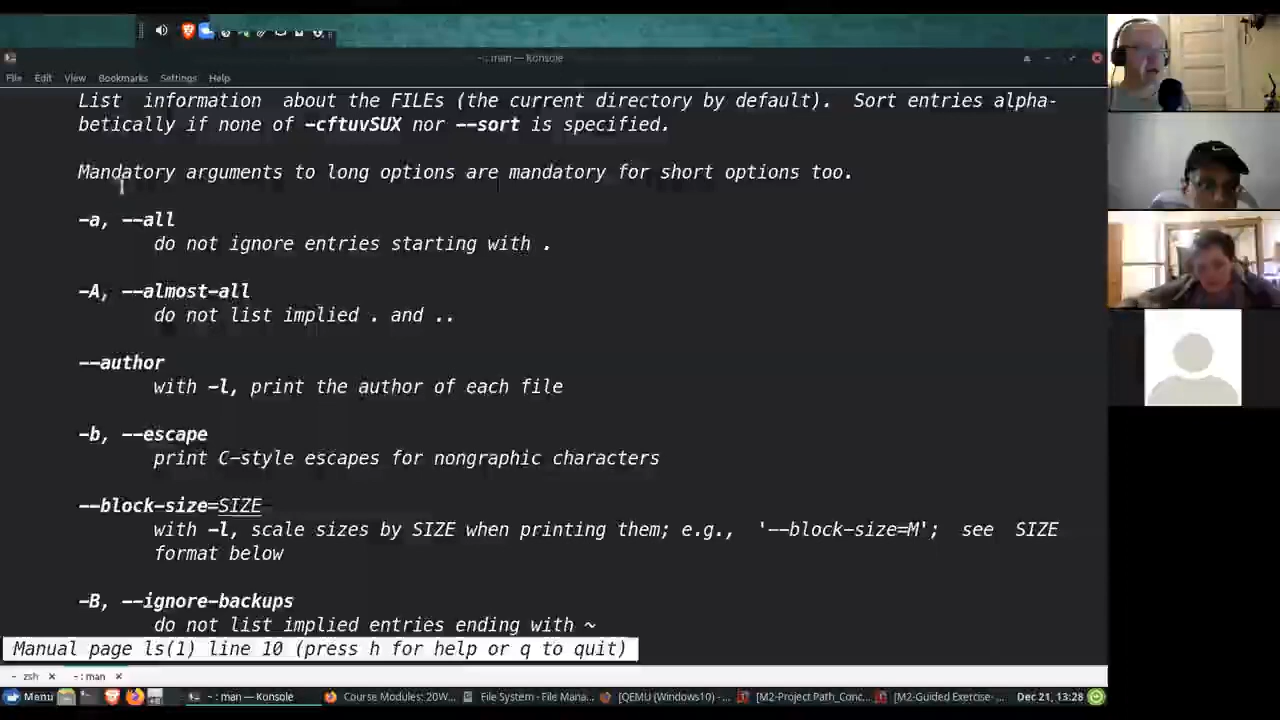 ~ : man — Konsole
File Edit View Bookmarks Settings Help
List information about the FILEs (the current directory by default). Sort entries alpha-
betically if none of -cftuvSUX nor --sort is specified.
Mandatory arguments to long options are mandatory for short options too.
-a, --all
do not ignore entries starting with .
-A, --almost-all
do not list implied . and ..
--author
with -l, print the author of each file
-b, --escape
print C-style escapes for nongraphic characters
--block-size=SIZE
with -l, scale sizes by SIZE when printing them; e.g., '--block-size=M'; see SIZE
format below
-B, --ignore-backups
do not list implied entries ending with ~
Manual page ls(1) line 10 (press h for help or q to quit)
~ zsh ~ : man
Menu ~ : man — Konsole Course Modules: 20W... File System - File Mana... [QEMU (Windows10) - ... [M2-Project Path_Conc... [M2-Guided Exercise-... Dec 21, 13:28